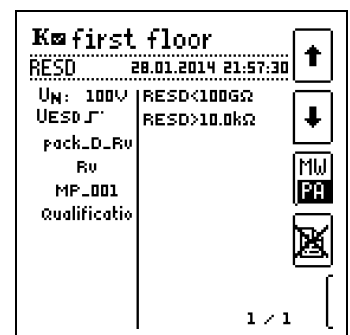 first floor
RESD 28.01.2014 21:57:30
UN: 100V RESD<100GΩ
UESD RESD>10.0kΩ
pack_D_Rv
Rv
MP_001
Qualificatio
MW
PA
1 / 1